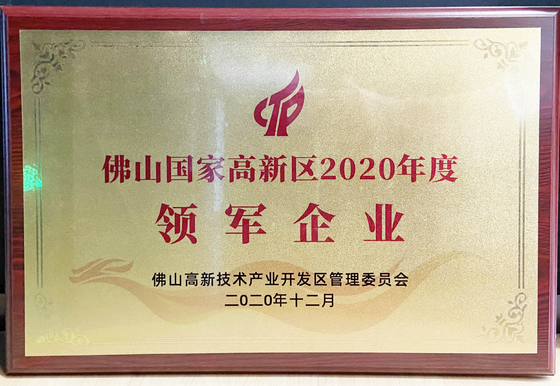 佛山国家高新区2020年度
领军企业
佛山高新技术产业开发区管理委员会
二〇二〇年十二月